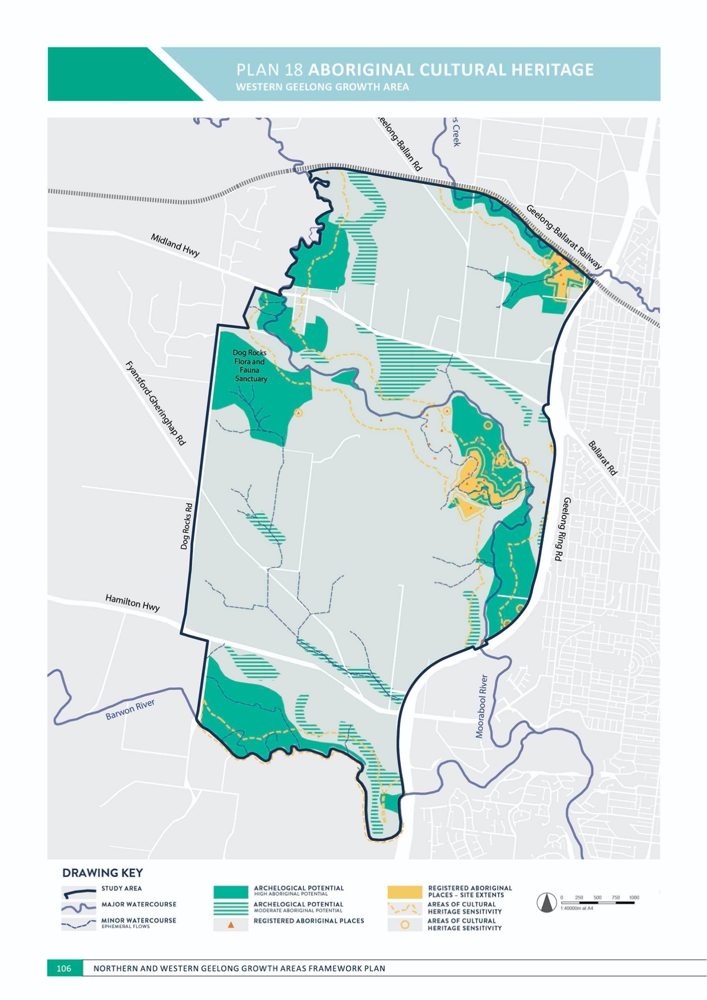 PLAN 18 ABORIGINAL CULTURAL HERITAGE
WESTERN GEELONG GROWTH AREA
eelong-Ballan Rd
s Creek
Geelong-Ballarat Railway
Midland Hwy
Dog Rocks
Flora and
Fauna
Sanctuary
Fyansford-Gheringhap Rd
Ballarat Rd
Dog Rocks Rd
Geelong Ring Rd
Hamilton Hwy
Barwon River
Moorabool River
DRAWING KEY
STUDY AREA
MAJOR WATERCOURSE
MINOR WATERCOURSE
EPHEMERAL FLOWS
ARCHELOGICAL POTENTIAL
HIGH ABORIGINAL POTENTIAL
ARCHELOGICAL POTENTIAL
MODERATE ABORIGINAL POTENTIAL
REGISTERED ABORIGINAL PLACES
REGISTERED ABORIGINAL
PLACES – SITE EXTENTS
AREAS OF CULTURAL
HERITAGE SENSITIVITY
AREAS OF CULTURAL
HERITAGE SENSITIVITY
0 250 500 750 1000
1:40000m at A4
106 NORTHERN AND WESTERN GEELONG GROWTH AREAS FRAMEWORK PLAN